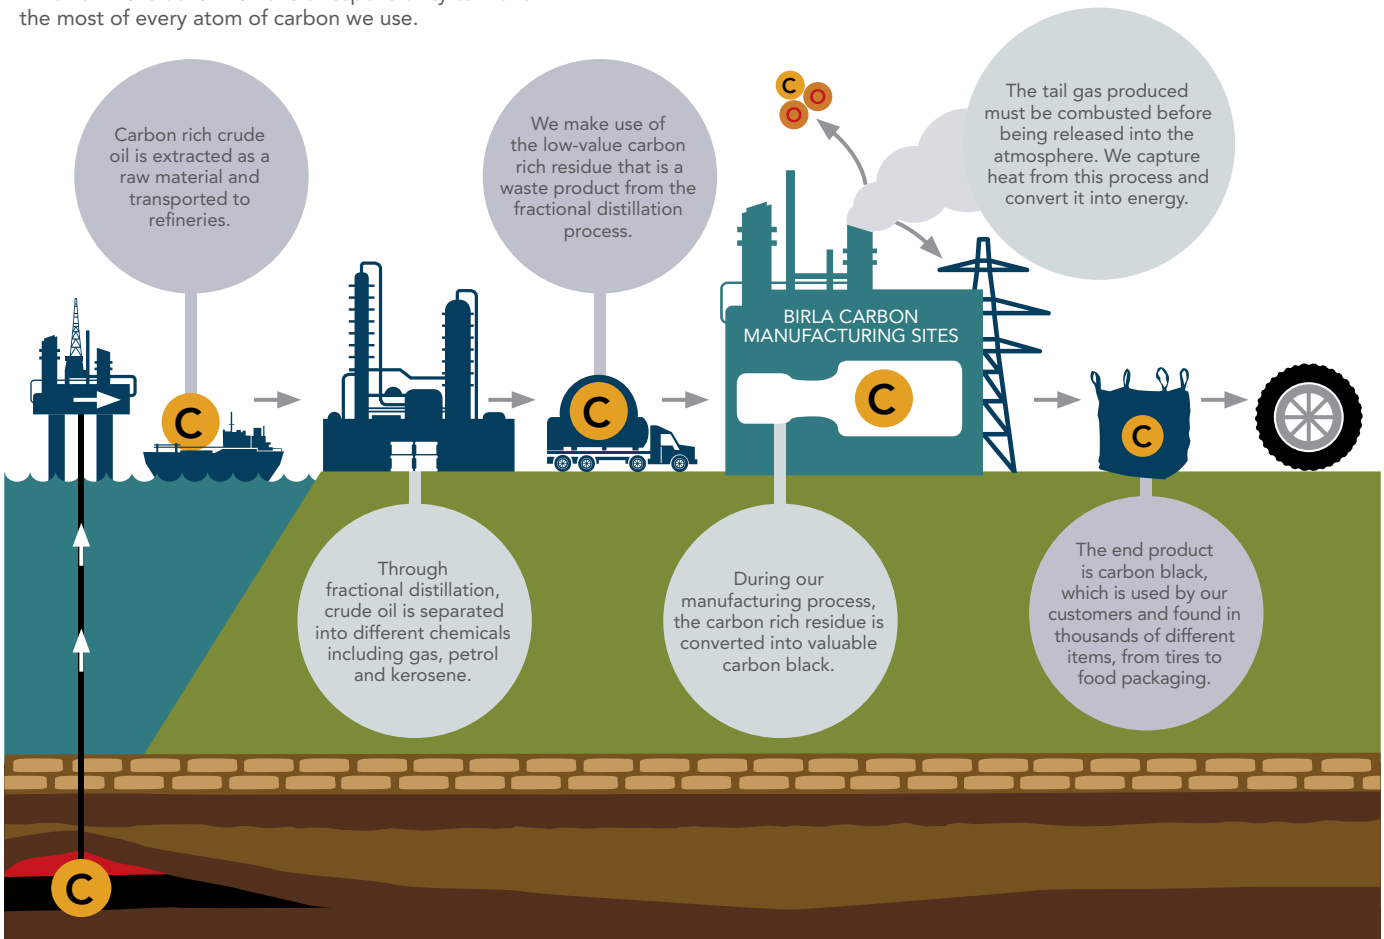 the most of every atom of carbon we use.
Carbon rich crude
oil is extracted as a
raw material and
transported to
refineries.
We make use of
the low-value carbon
rich residue that is a
waste product from the
fractional distillation
process.
C
O
O
The tail gas produced
must be combusted before
being released into the
atmosphere. We capture
heat from this process and
convert it into energy.
BIRLA CARBON
MANUFACTURING SITES
C
C
C
C
Through
fractional distillation,
crude oil is separated
into different chemicals
including gas, petrol
and kerosene.
During our
manufacturing process,
the carbon rich residue is
converted into valuable
carbon black.
The end product
is carbon black,
which is used by our
customers and found in
thousands of different
items, from tires to
food packaging.
C